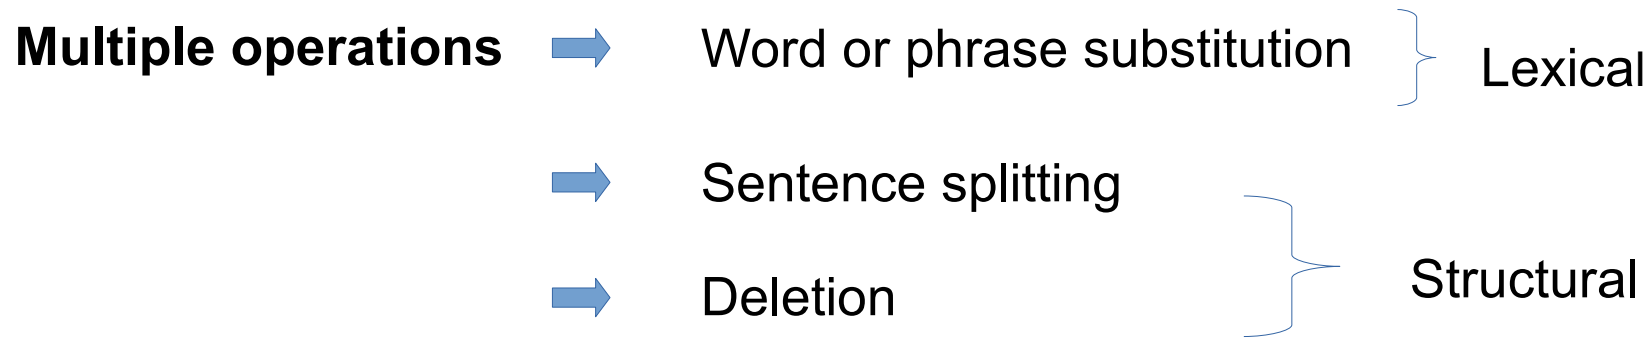 Multiple operations Word or phrase substitution Lexical
Sentence splitting
Deletion Structural